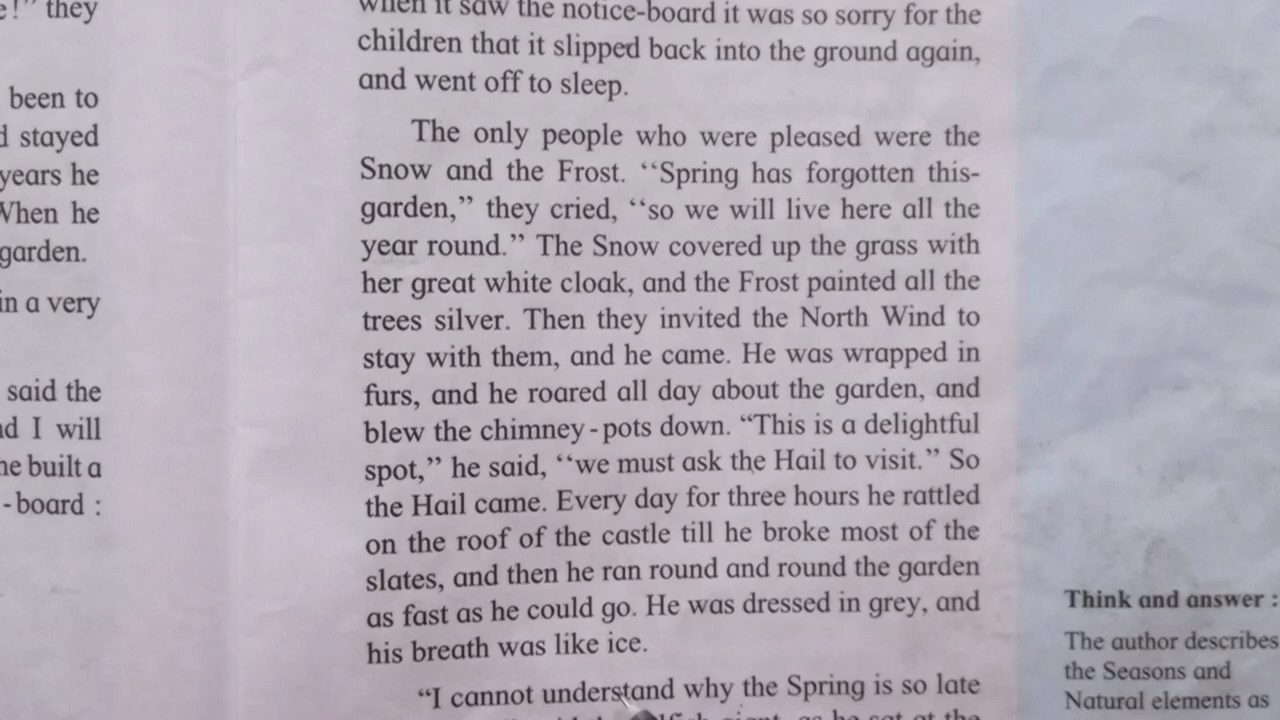 e!" they
been to
d stayed
years he
When he
garden.
in a very
said the
nd I will
he built a
-board :
when it saw the notice-board it was so sorry for the
children that it slipped back into the ground again,
and went off to sleep.
The only people who were pleased were the
Snow and the Frost. "Spring has forgotten this-
garden," they cried, "so we will live here all the
year round." The Snow covered up the grass with
her great white cloak, and the Frost painted all the
trees silver. Then they invited the North Wind to
stay with them, and he came. He was wrapped in
furs, and he roared all day about the garden, and
blew the chimney-pots down. "This is a delightful
spot," he said, "we must ask the Hail to visit." So
the Hail came. Every day for three hours he rattled
on the roof of the castle till he broke most of the
slates, and then he ran round and round the garden
as fast as he could go. He was dressed in grey, and
his breath was like ice.
"I cannot understand why the Spring is so late
giant, as he sat at the
Think and answer :
The author describes
the Seasons and
Natural elements as